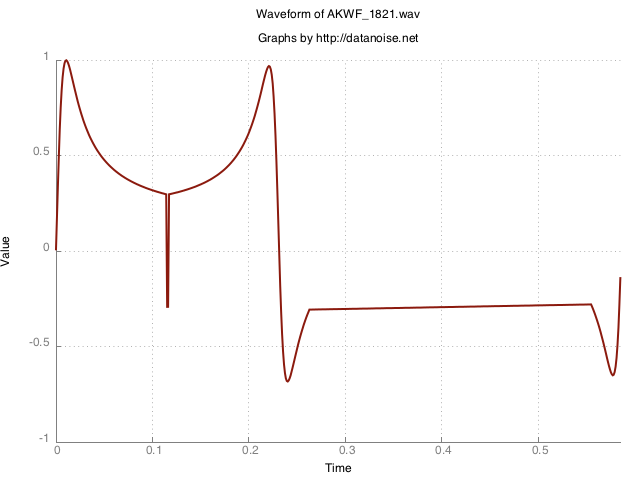 Waveform of AKWF_1821.wav
Graphs by http://datanoise.net
1
0.5
0
-0.5
-1
Value
0 0.1 0.2 0.3 0.4 0.5
Time